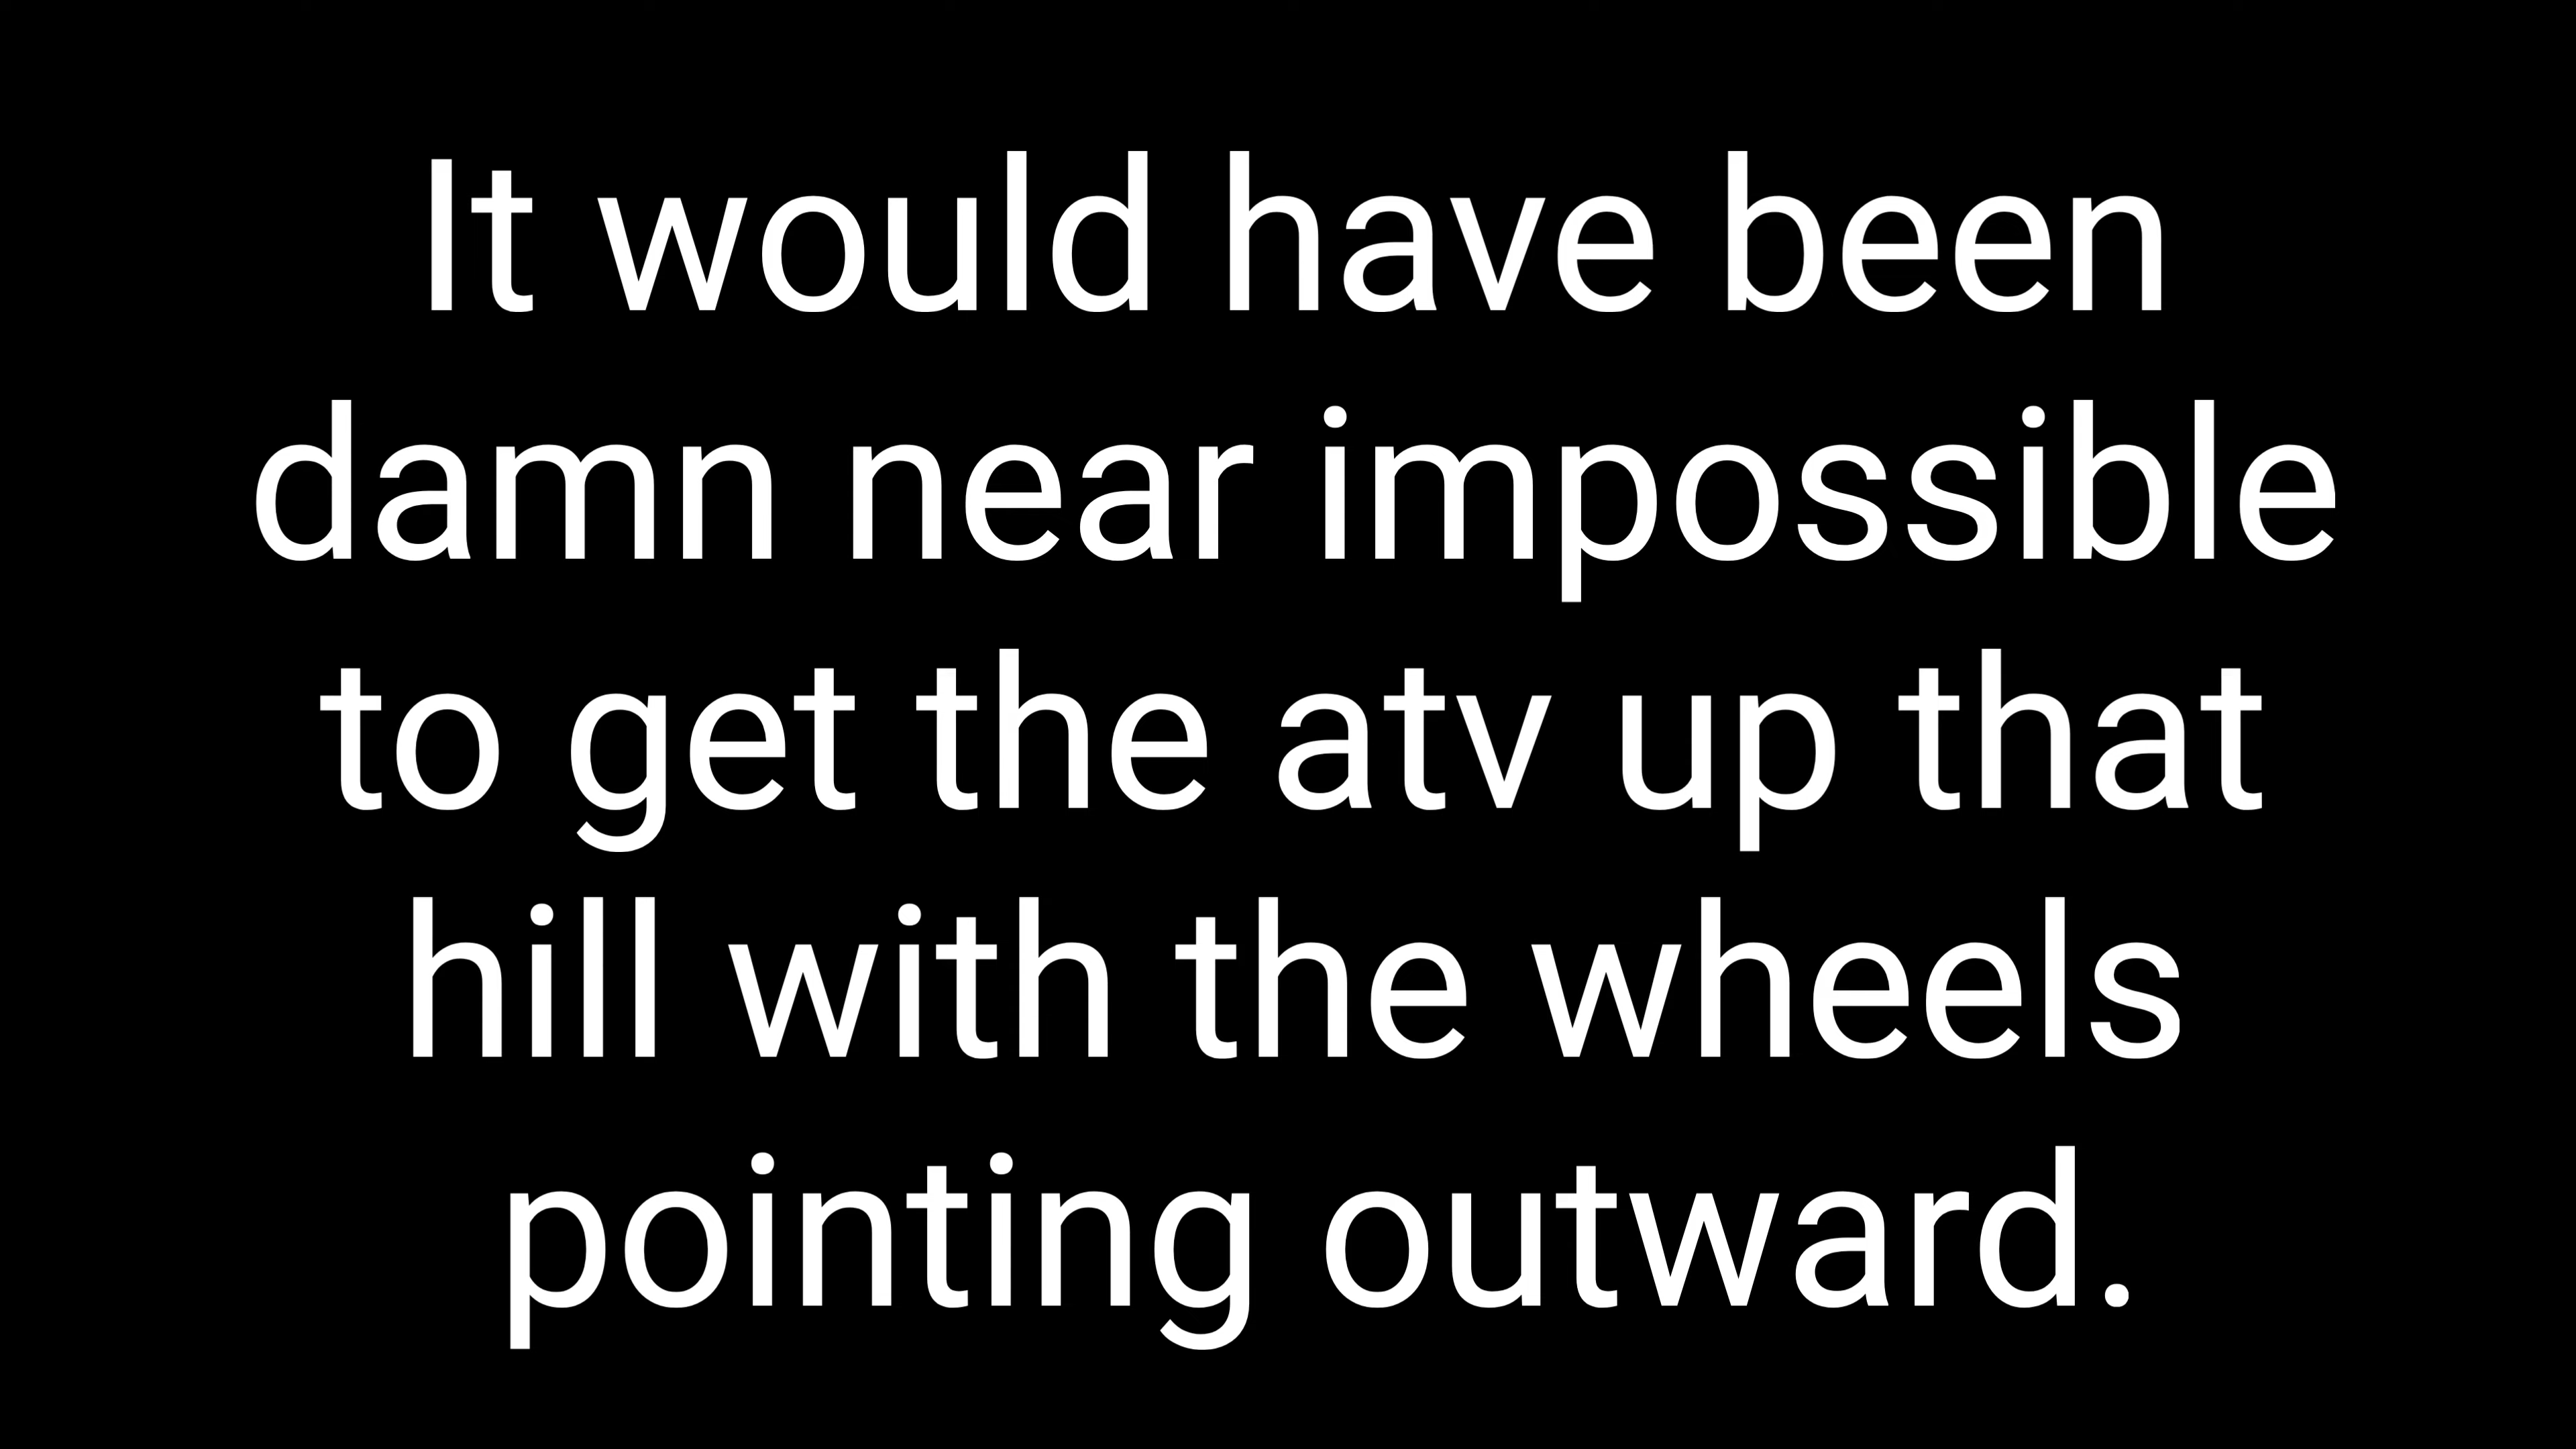 It would have been
damn near impossible
to get the atv up that
hill with the wheels
pointing outward.